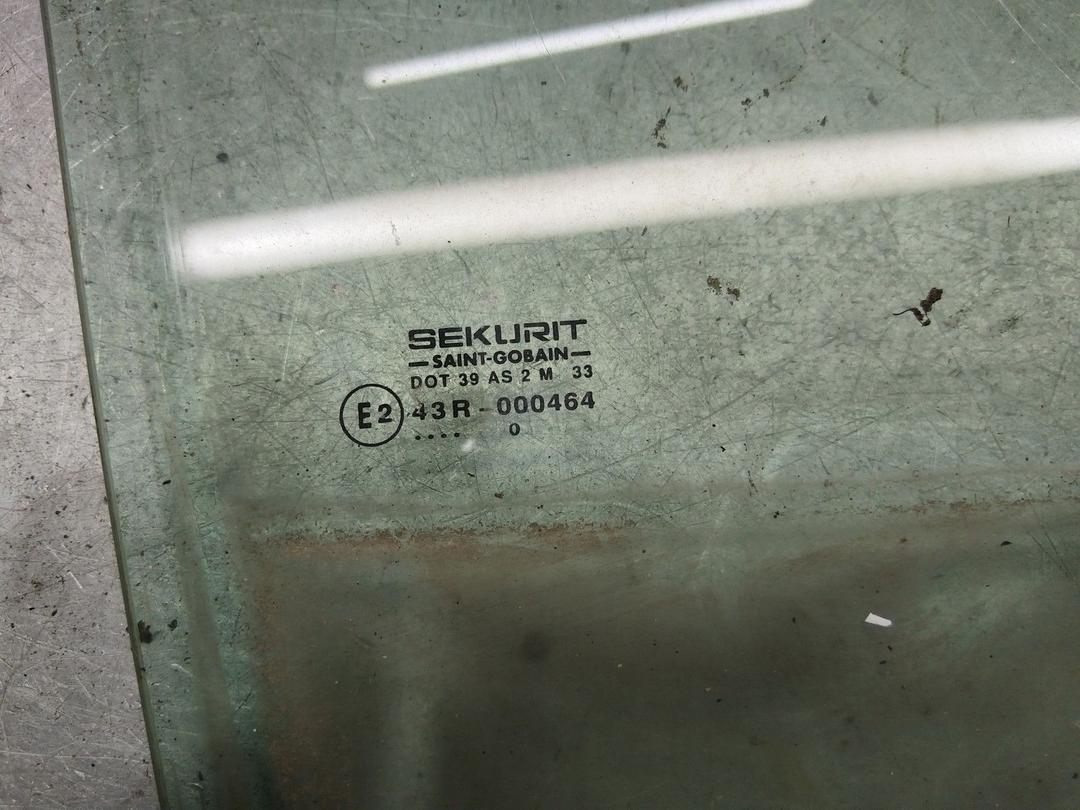 SEKURIT
—SAINT-GOBAIN—
DOT 39 AS 2 M 33
E2 43R-000464
.... 0